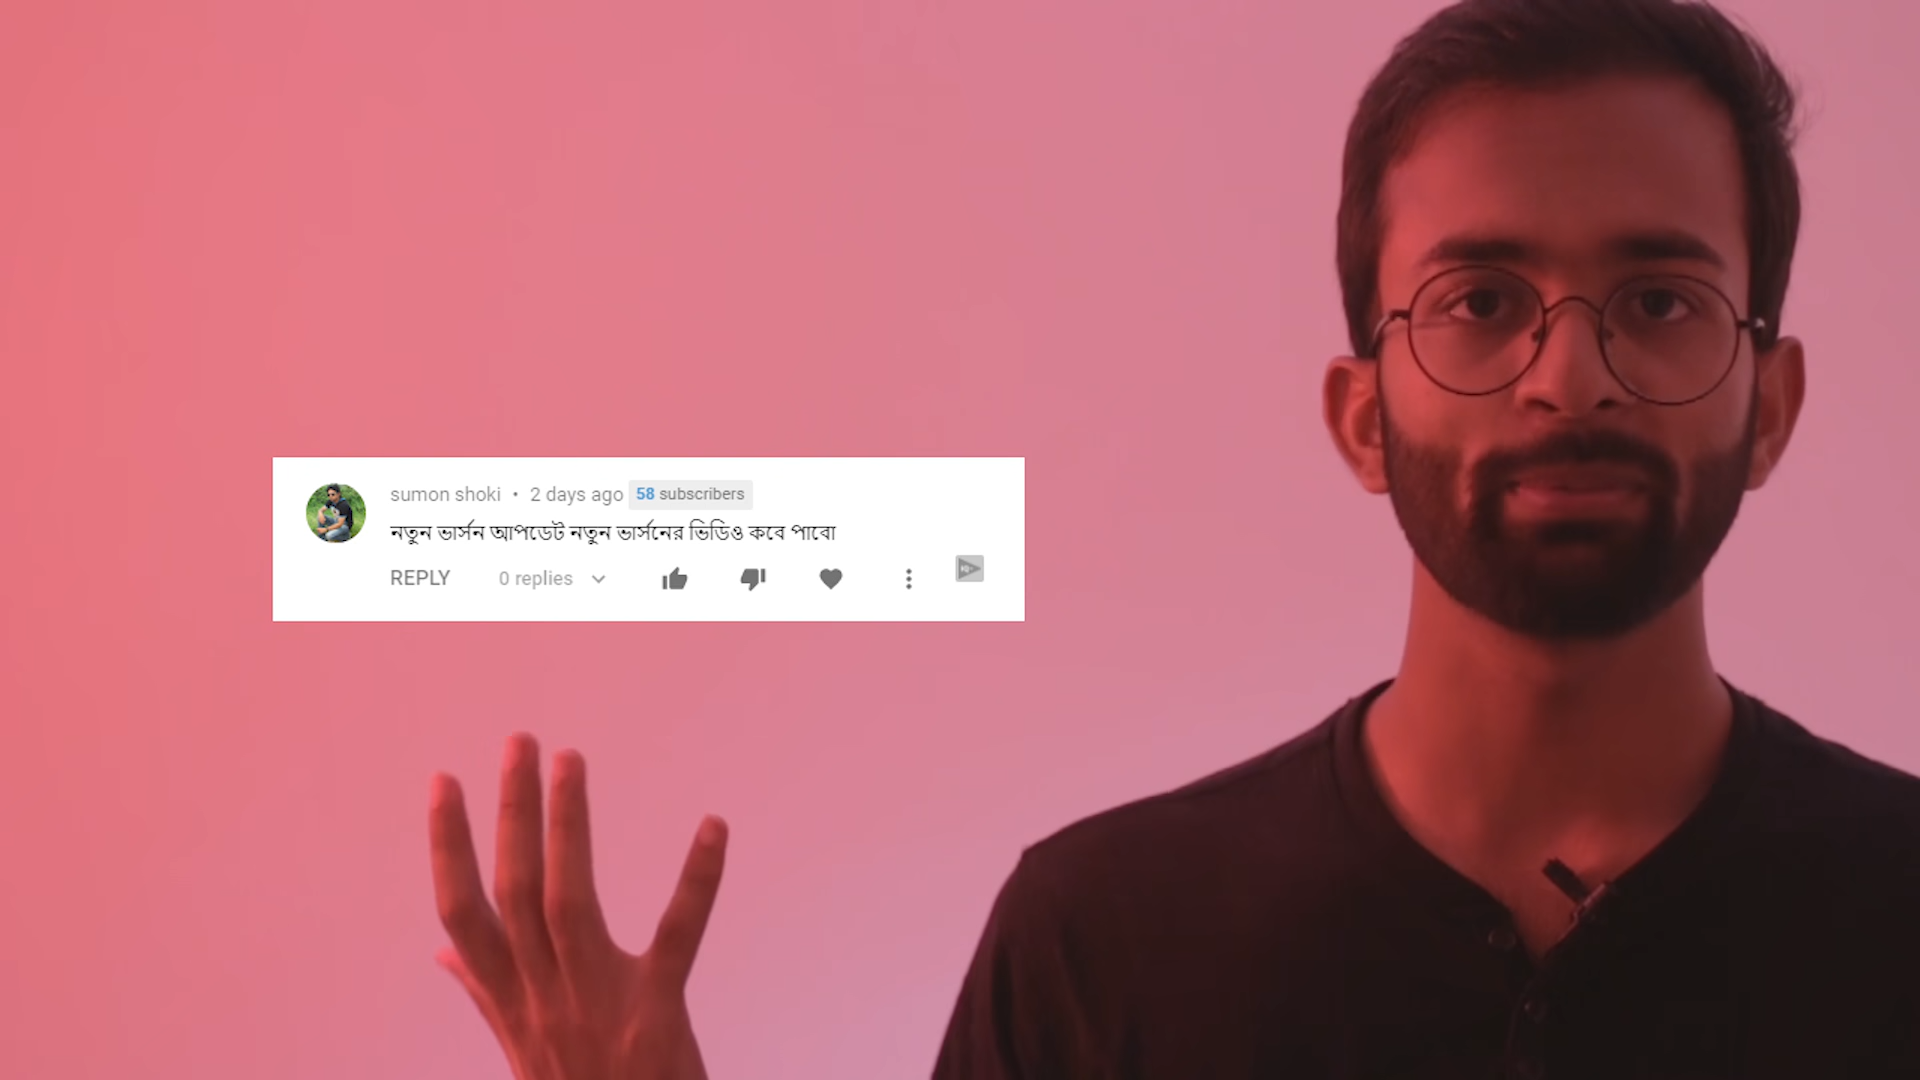 sumon shoki • 2 days ago 58 subscribers
নতুন ভার্সন আপডেট নতুন ভার্সনের ভিডিও কবে পাবো
REPLY 0 replies